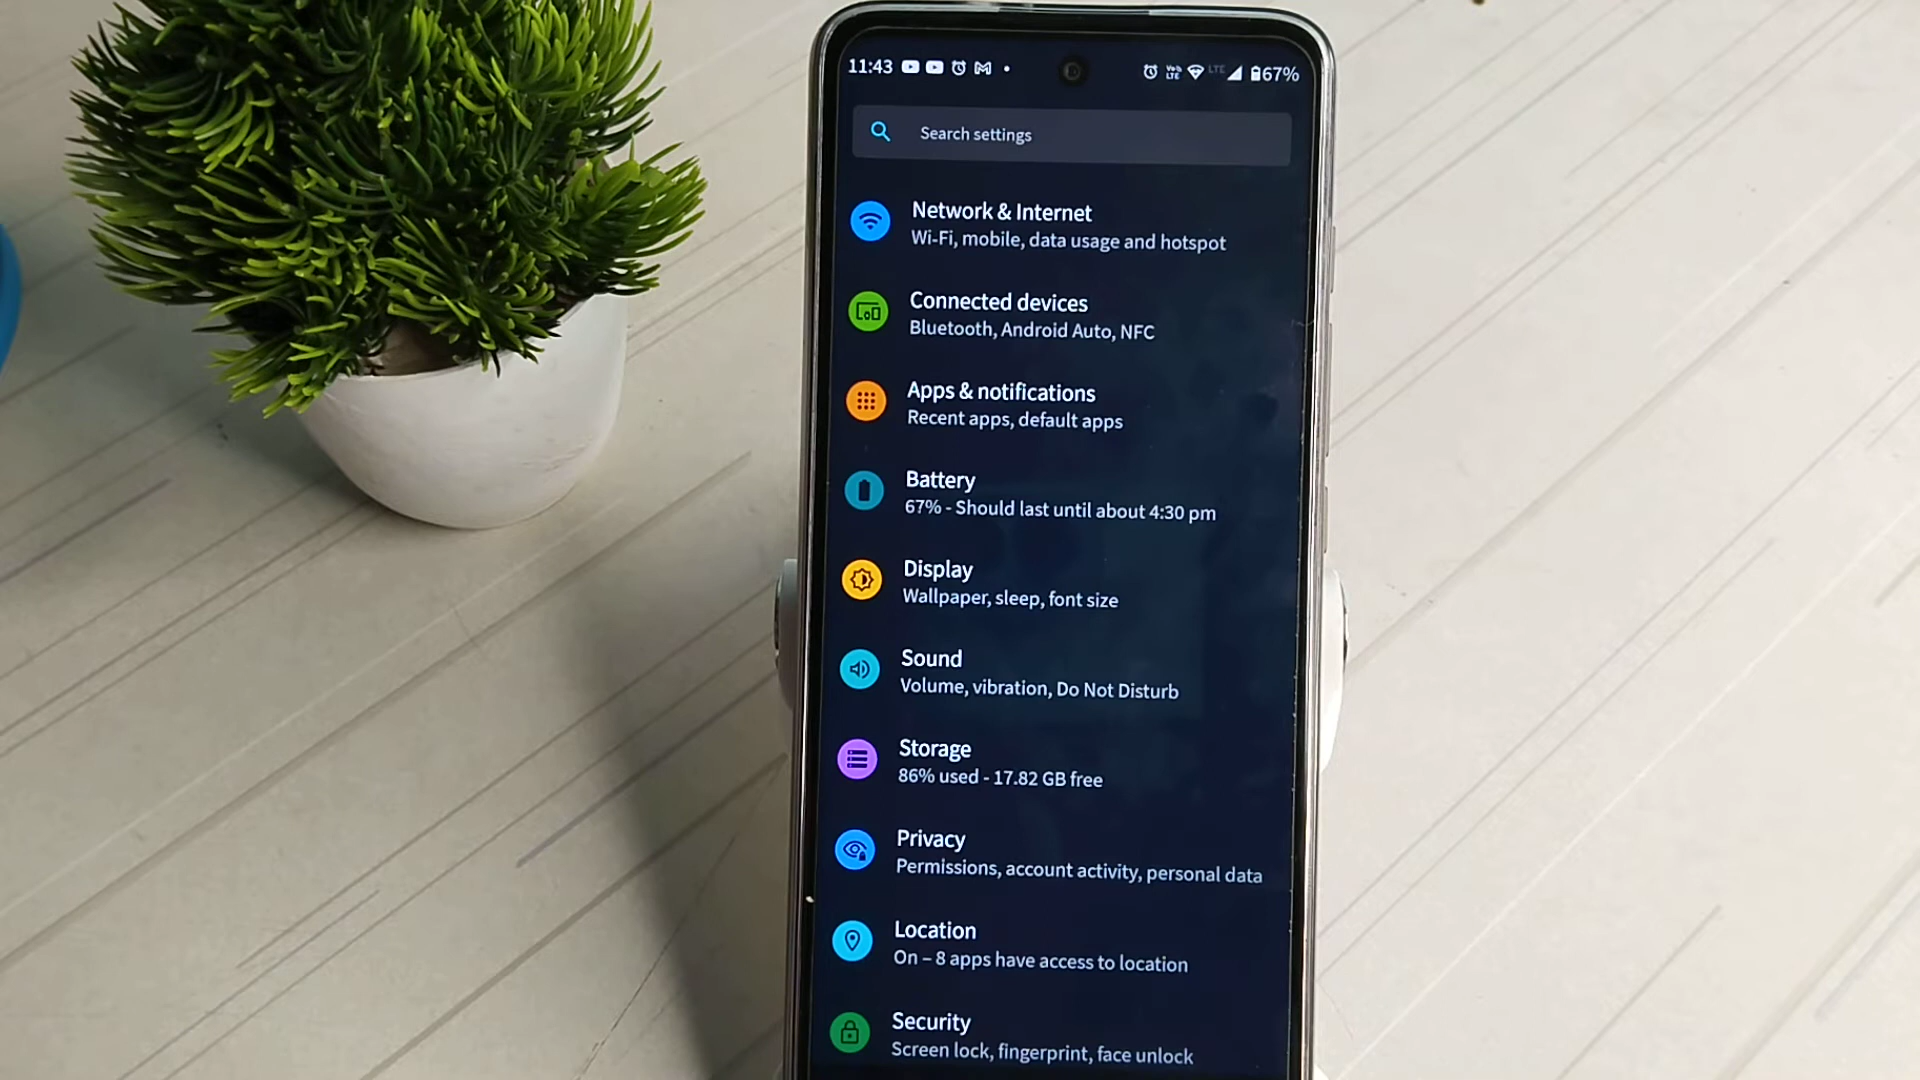 11:43
Vo)) LTE LTE 67%
Search settings
Network & Internet
Wi-Fi, mobile, data usage and hotspot
Connected devices
Bluetooth, Android Auto, NFC
Apps & notifications
Recent apps, default apps
Battery
67% - Should last until about 4:30 pm
Display
Wallpaper, sleep, font size
Sound
Volume, vibration, Do Not Disturb
Storage
86% used - 17.82 GB free
Privacy
Permissions, account activity, personal data
Location
On – 8 apps have access to location
Security
Screen lock, fingerprint, face unlock